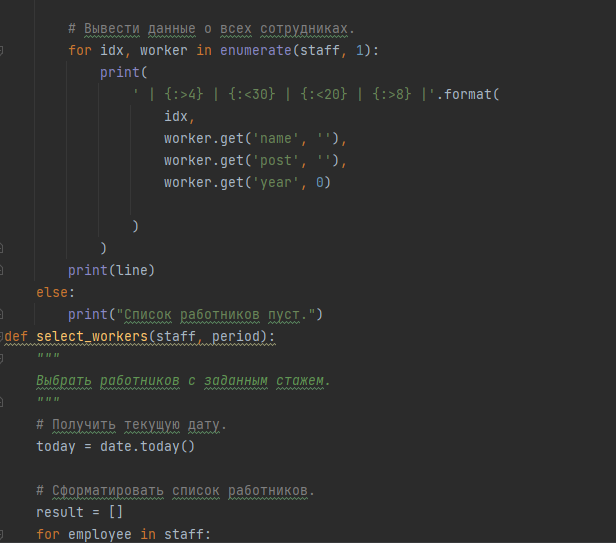 # Вывести данные о всех сотрудниках.
for idx, worker in enumerate(staff, 1):
print(
' | {:>4} | {:<30} | {:<20} | {:>8} |'.format(
idx,
worker.get('name', ''),
worker.get('post', ''),
worker.get('year', 0)
)
)
print(line)
else:
print("Список работников пуст.")
def select_workers(staff, period):
"""
Выбрать работников с заданным стажем.
"""
# Получить текущую дату.
today = date.today()
# Сформатировать список работников.
result = []
for employee in staff: